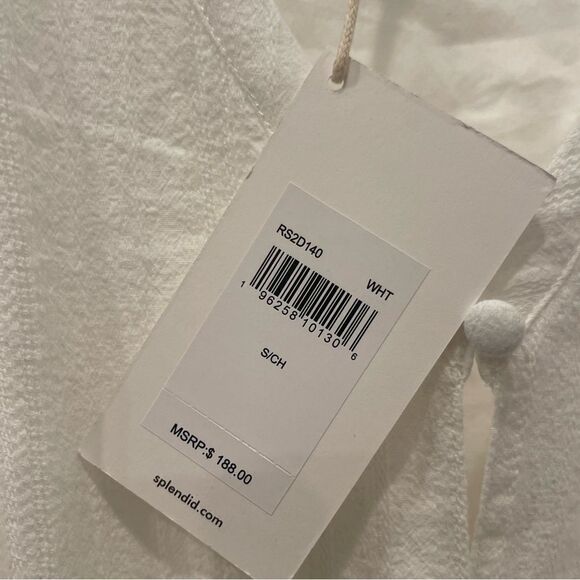 RS2D140
WHT
1 96258 10130 6
S/CH
MSRP:$ 188.00
splendid.com